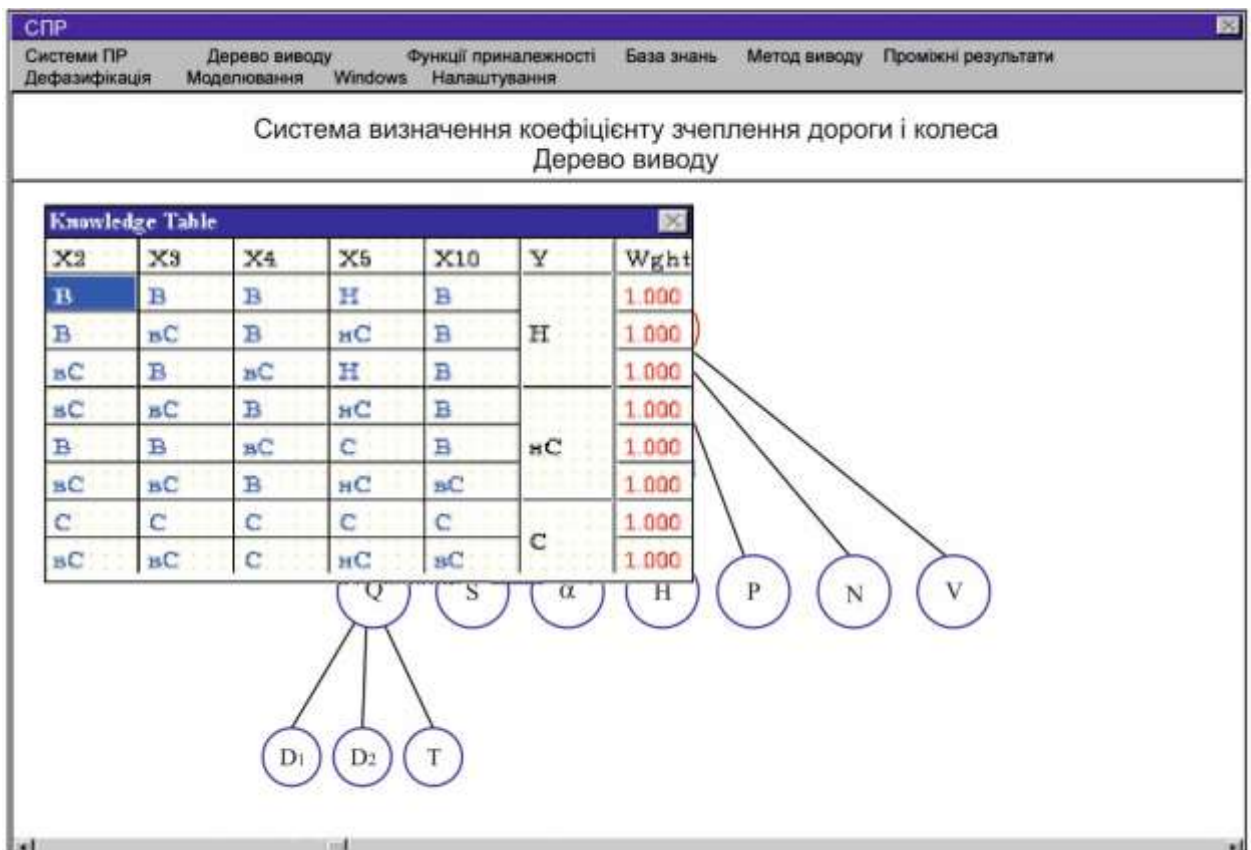 СПР
Системи ПР Дерево виводу Функції приналежності База знань Метод виводу Проміжні результати
Дефазифікація Моделювання Windows Налаштування
Система визначення коефіцієнту зчеплення дороги і колеса
Дерево виводу
Knowledge Table
X2 X3 X4 X5 X10 Y Wght
В В В Н В 1.000
В вС В нС В Н 1.000
вС В вС Н В 1.000
вС вС В нС В 1.000
В В вС С В нС 1.000
вС вС В нС вС 1.000
С С С С С 1.000
С
вС вС С нС вС 1.000
Q S α H P N V
D1 D2 T